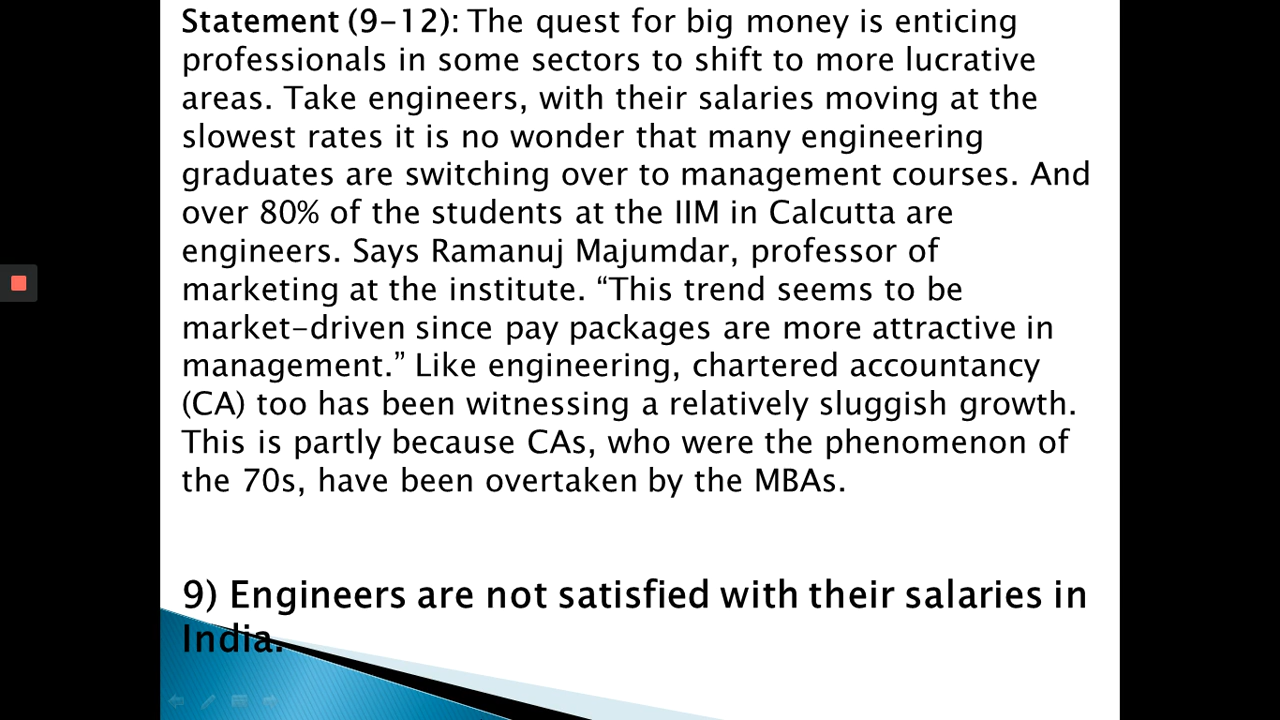 Statement (9-12): The quest for big money is enticing
professionals in some sectors to shift to more lucrative
areas. Take engineers, with their salaries moving at the
slowest rates it is no wonder that many engineering
graduates are switching over to management courses. And
over 80% of the students at the IIM in Calcutta are
engineers. Says Ramanuj Majumdar, professor of
marketing at the institute. “This trend seems to be
market-driven since pay packages are more attractive in
management.” Like engineering, chartered accountancy
(CA) too has been witnessing a relatively sluggish growth.
This is partly because CAs, who were the phenomenon of
the 70s, have been overtaken by the MBAs.
9) Engineers are not satisfied with their salaries in
India.